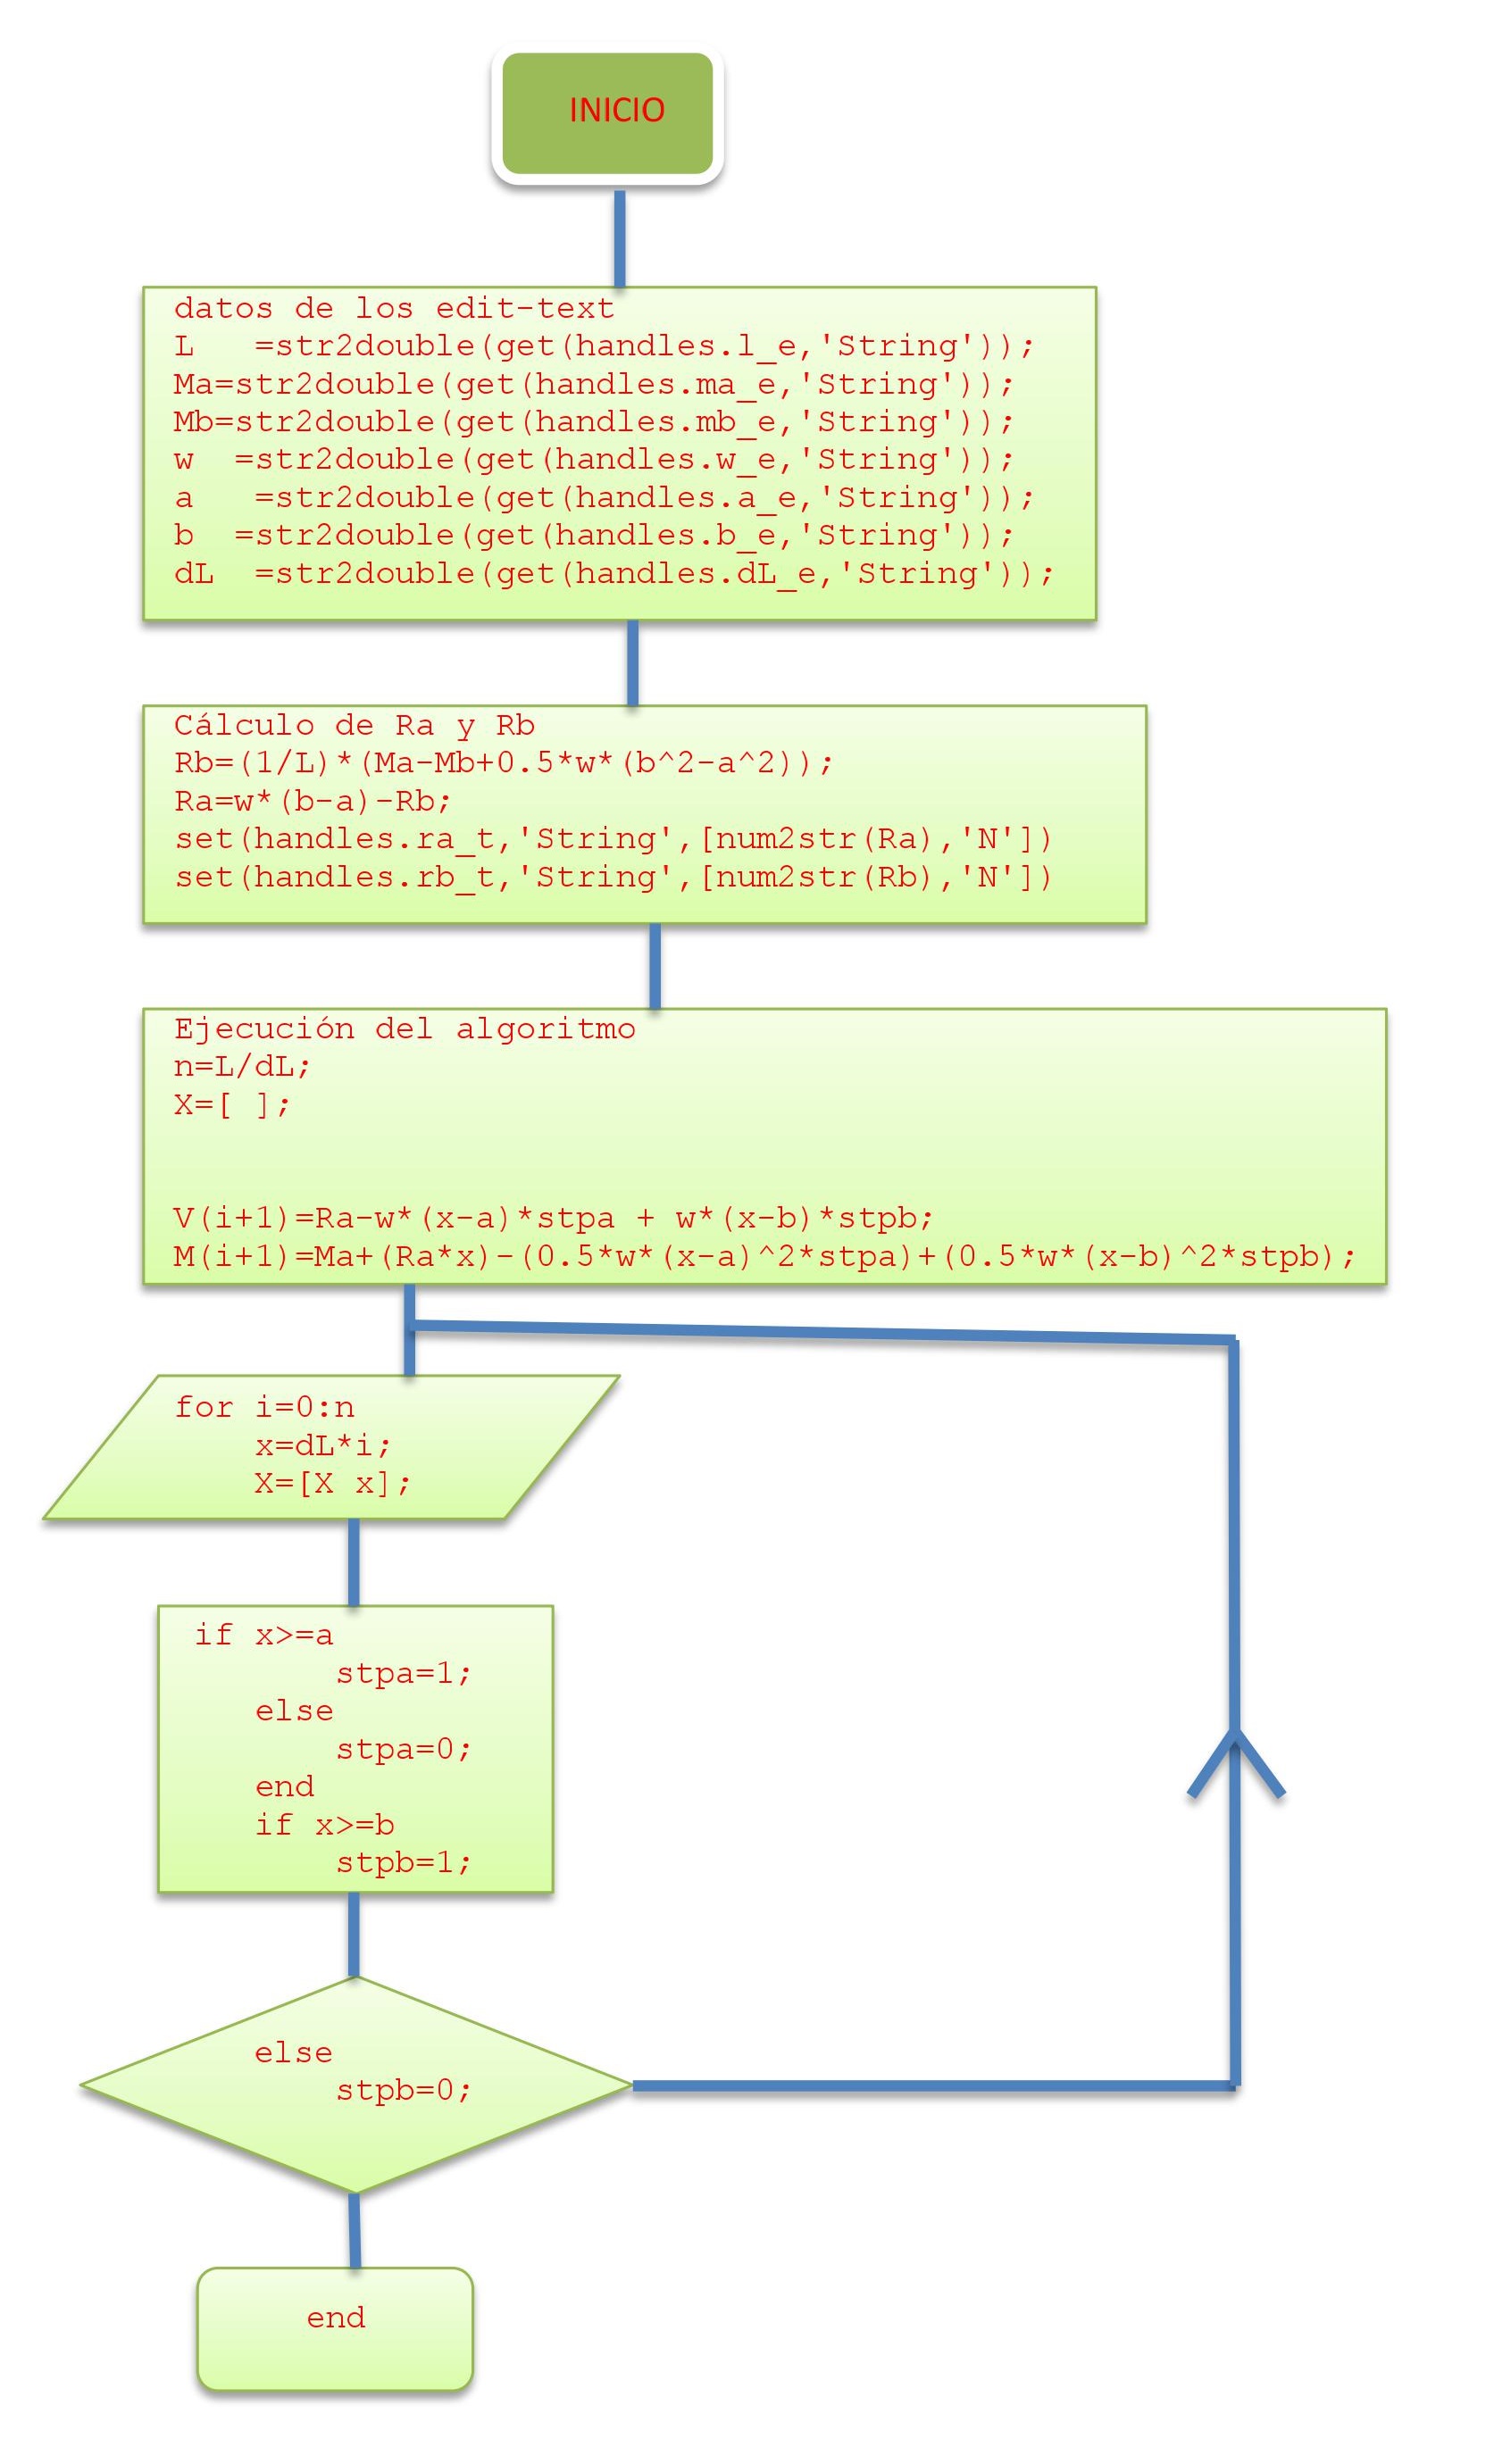 INICIO
datos de los edit-text
L   =str2double(get(handles.l_e,'String'));
Ma=str2double(get(handles.ma_e,'String'));
Mb=str2double(get(handles.mb_e,'String'));
w  =str2double(get(handles.w_e,'String'));
a   =str2double(get(handles.a_e,'String'));
b  =str2double(get(handles.b_e,'String'));
dL  =str2double(get(handles.dL_e,'String'));
Cálculo de Ra y Rb
Rb=(1/L)*(Ma-Mb+0.5*w*(b^2-a^2));
Ra=w*(b-a)-Rb;
set(handles.ra_t,'String',[num2str(Ra),'N'])
set(handles.rb_t,'String',[num2str(Rb),'N'])
Ejecución del algoritmo
n=L/dL;
X=[ ];
V(i+1)=Ra-w*(x-a)*stpa + w*(x-b)*stpb;
M(i+1)=Ma+(Ra*x)-(0.5*w*(x-a)^2*stpa)+(0.5*w*(x-b)^2*stpb);
for i=0:n
x=dL*i;
X=[X x];
if x>=a
stpa=1;
else
stpa=0;
end
if x>=b
stpb=1;
else
stpb=0;
end